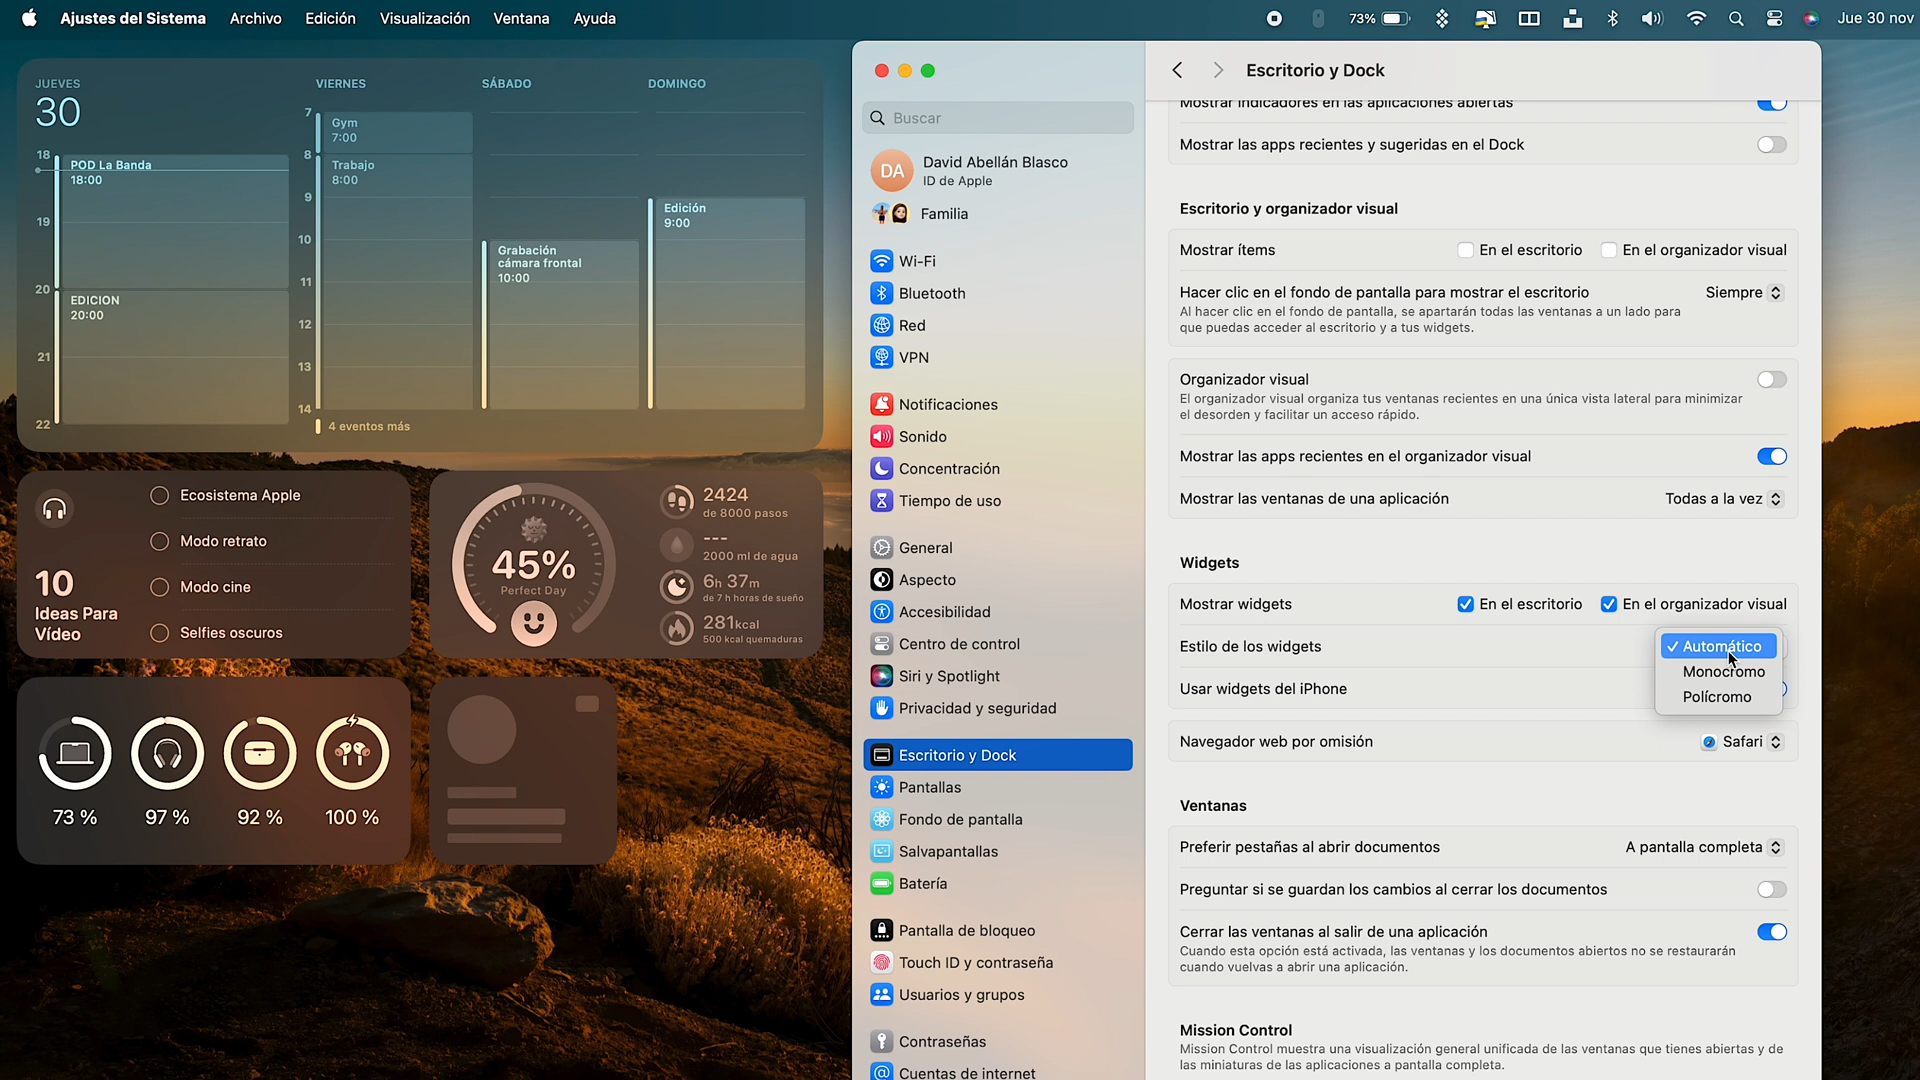 Ajustes del Sistema Archivo Edición Visualización Ventana Ayuda
73% Jue 30 nov
JUEVES
30
18
POD La Banda
18:00
19
20
EDICION
20:00
21
22
VIERNES
7
Gym
7:00
8
Trabajo
8:00
9
10
11
12
13
14
4 eventos más
SÁBADO
Grabación
cámara frontal
10:00
DOMINGO
Edición
9:00
10
Ideas Para
Vídeo
Ecosistema Apple
Modo retrato
Modo cine
Selfies oscuros
45%
Perfect Day
2424
de 8000 pasos
---
2000 ml de agua
6h 37m
de 7 h horas de sueño
281kcal
500 kcal quemaduras
73 % 97 % 92 % 100 %
Buscar
DA
David Abellán Blasco
ID de Apple
Familia
Wi-Fi
Bluetooth
Red
VPN
Notificaciones
Sonido
Concentración
Tiempo de uso
General
Aspecto
Accesibilidad
Centro de control
Siri y Spotlight
Privacidad y seguridad
Escritorio y Dock
Pantallas
Fondo de pantalla
Salvapantallas
Batería
Pantalla de bloqueo
Touch ID y contraseña
Usuarios y grupos
Contraseñas
Cuentas de internet
Escritorio y Dock
Mostrar indicadores en las aplicaciones abiertas
Mostrar las apps recientes y sugeridas en el Dock
Escritorio y organizador visual
Mostrar ítems En el escritorio En el organizador visual
Hacer clic en el fondo de pantalla para mostrar el escritorio Siempre
Al hacer clic en el fondo de pantalla, se apartarán todas las ventanas a un lado para
que puedas acceder al escritorio y a tus widgets.
Organizador visual
El organizador visual organiza tus ventanas recientes en una única vista lateral para minimizar
el desorden y facilitar un acceso rápido.
Mostrar las apps recientes en el organizador visual
Mostrar las ventanas de una aplicación Todas a la vez
Widgets
Mostrar widgets En el escritorio En el organizador visual
Estilo de los widgets Automático
Monocromo
Usar widgets del iPhone Polícromo
Navegador web por omisión Safari
Ventanas
Preferir pestañas al abrir documentos A pantalla completa
Preguntar si se guardan los cambios al cerrar los documentos
Cerrar las ventanas al salir de una aplicación
Cuando esta opción está activada, las ventanas y los documentos abiertos no se restaurarán
cuando vuelvas a abrir una aplicación.
Mission Control
Mission Control muestra una visualización general unificada de las ventanas que tienes abiertas y de
las miniaturas de las aplicaciones a pantalla completa.